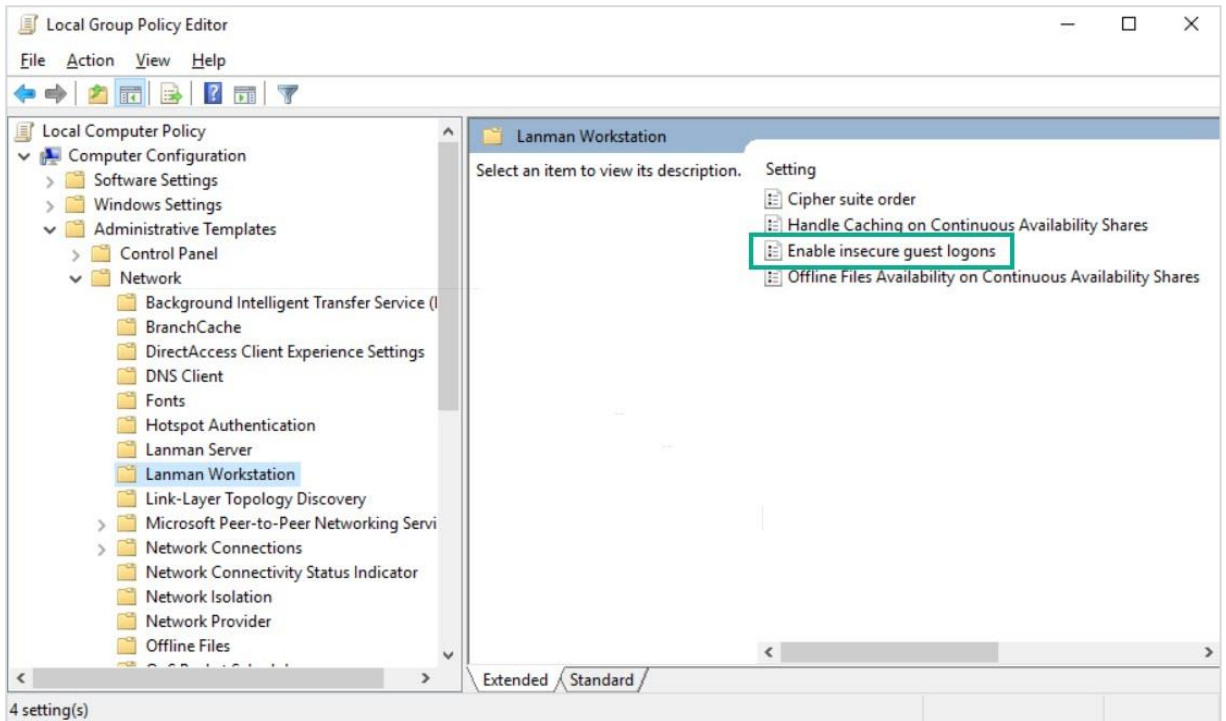 Local Group Policy Editor
File Action View Help
Local Computer Policy
Computer Configuration
Software Settings
Windows Settings
Administrative Templates
Control Panel
Network
Background Intelligent Transfer Service (
BranchCache
DirectAccess Client Experience Settings
DNS Client
Fonts
Hotspot Authentication
Lanman Server
Lanman Workstation
Link-Layer Topology Discovery
Microsoft Peer-to-Peer Networking Servi
Network Connections
Network Connectivity Status Indicator
Network Isolation
Network Provider
Offline Files
Lanman Workstation
Select an item to view its description.
Setting
Cipher suite order
Handle Caching on Continuous Availability Shares
Enable insecure guest logons
Offline Files Availability on Continuous Availability Shares
Extended Standard
4 setting(s)